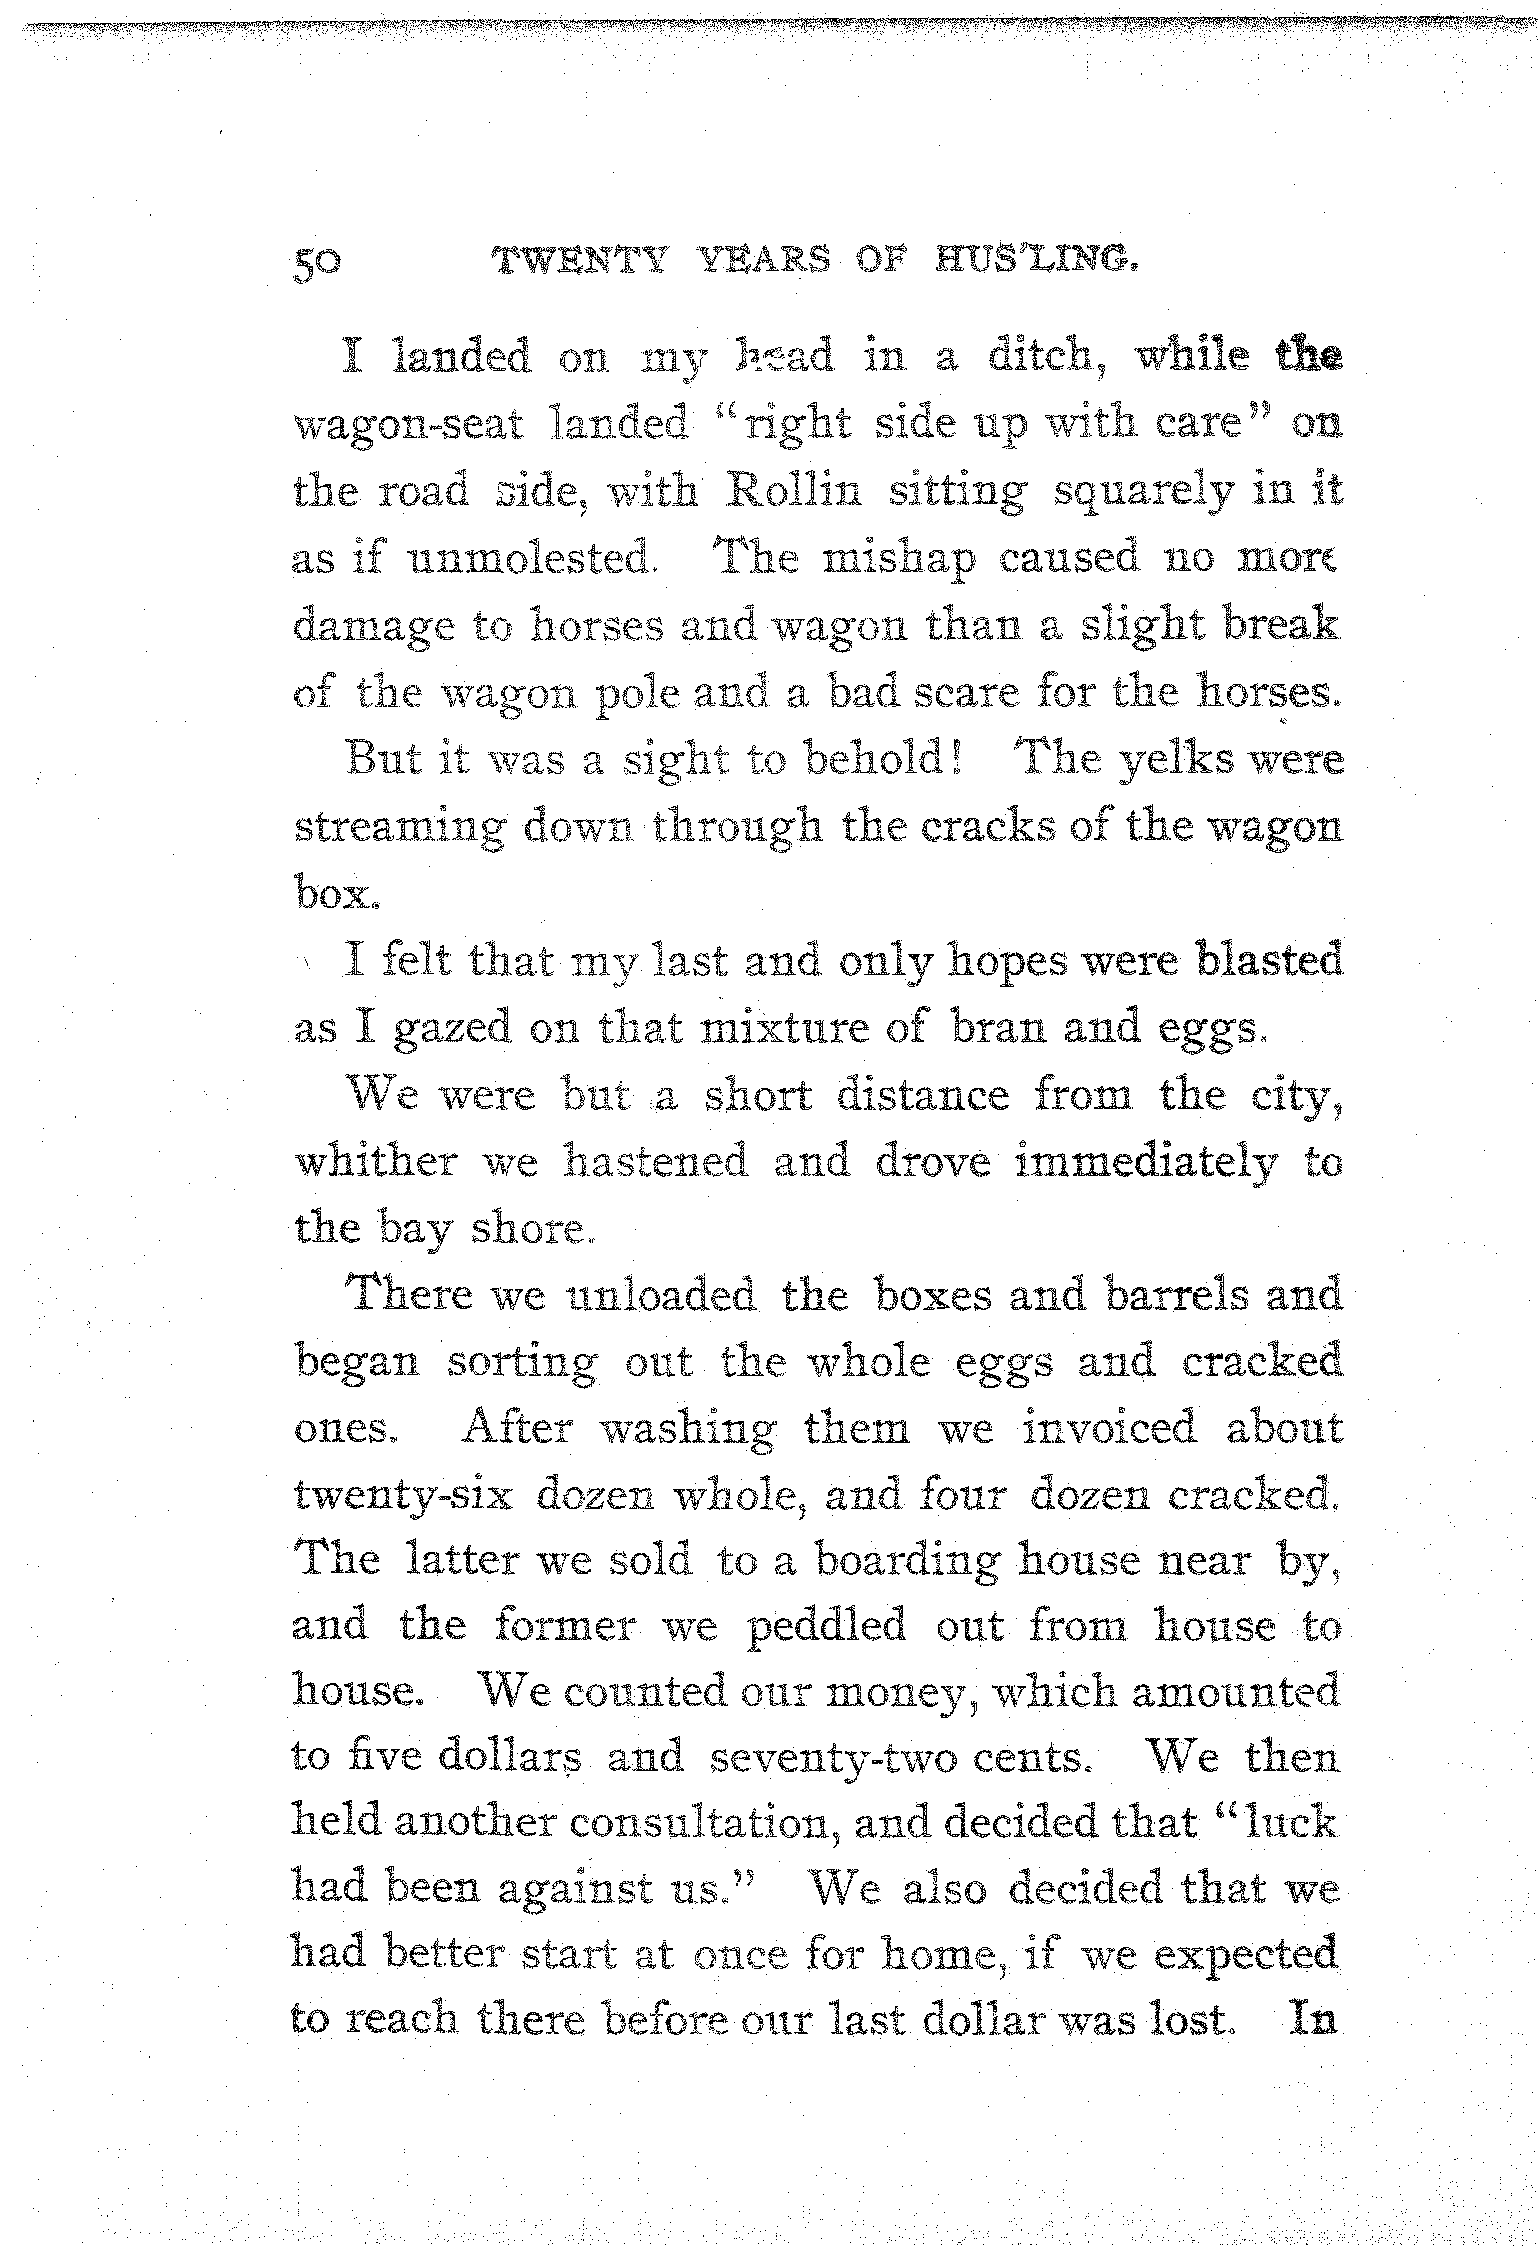 50 TWENTY YEARS OF HUS'LING.
I landed on my head in a ditch, while the
wagon-seat landed "right side up with care" on
the road side, with Rollin sitting squarely in it
as if unmolested. The mishap caused no more
damage to horses and wagon than a slight break
of the wagon pole and a bad scare for the horses.
But it was a sight to behold! The yelks were
streaming down through the cracks of the wagon
box.
I felt that my last and only hopes were blasted
as I gazed on that mixture of bran and eggs.
We were but a short distance from the city,
whither we hastened and drove immediately to
the bay shore.
There we unloaded the boxes and barrels and
began sorting out the whole eggs and cracked
ones. After washing them we invoiced about
twenty-six dozen whole, and four dozen cracked.
The latter we sold to a boarding house near by,
and the former we peddled out from house to
house. We counted our money, which amounted
to five dollars and seventy-two cents. We then
held another consultation, and decided that "luck
had been against us." We also decided that we
had better start at once for home, if we expected
to reach there before our last dollar was lost. In